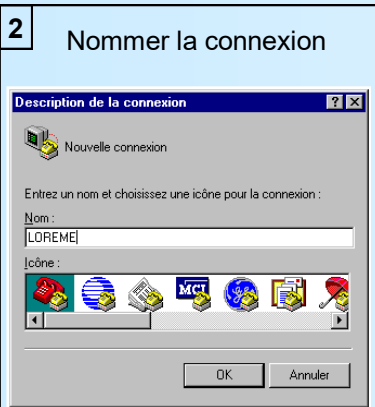 2
Nommer la connexion
Description de la connexion
Nouvelle connexion
Entrez un nom et choisissez une icône pour la connexion :
Nom :
LOREME
Icône :
MCI
OK
Annuler